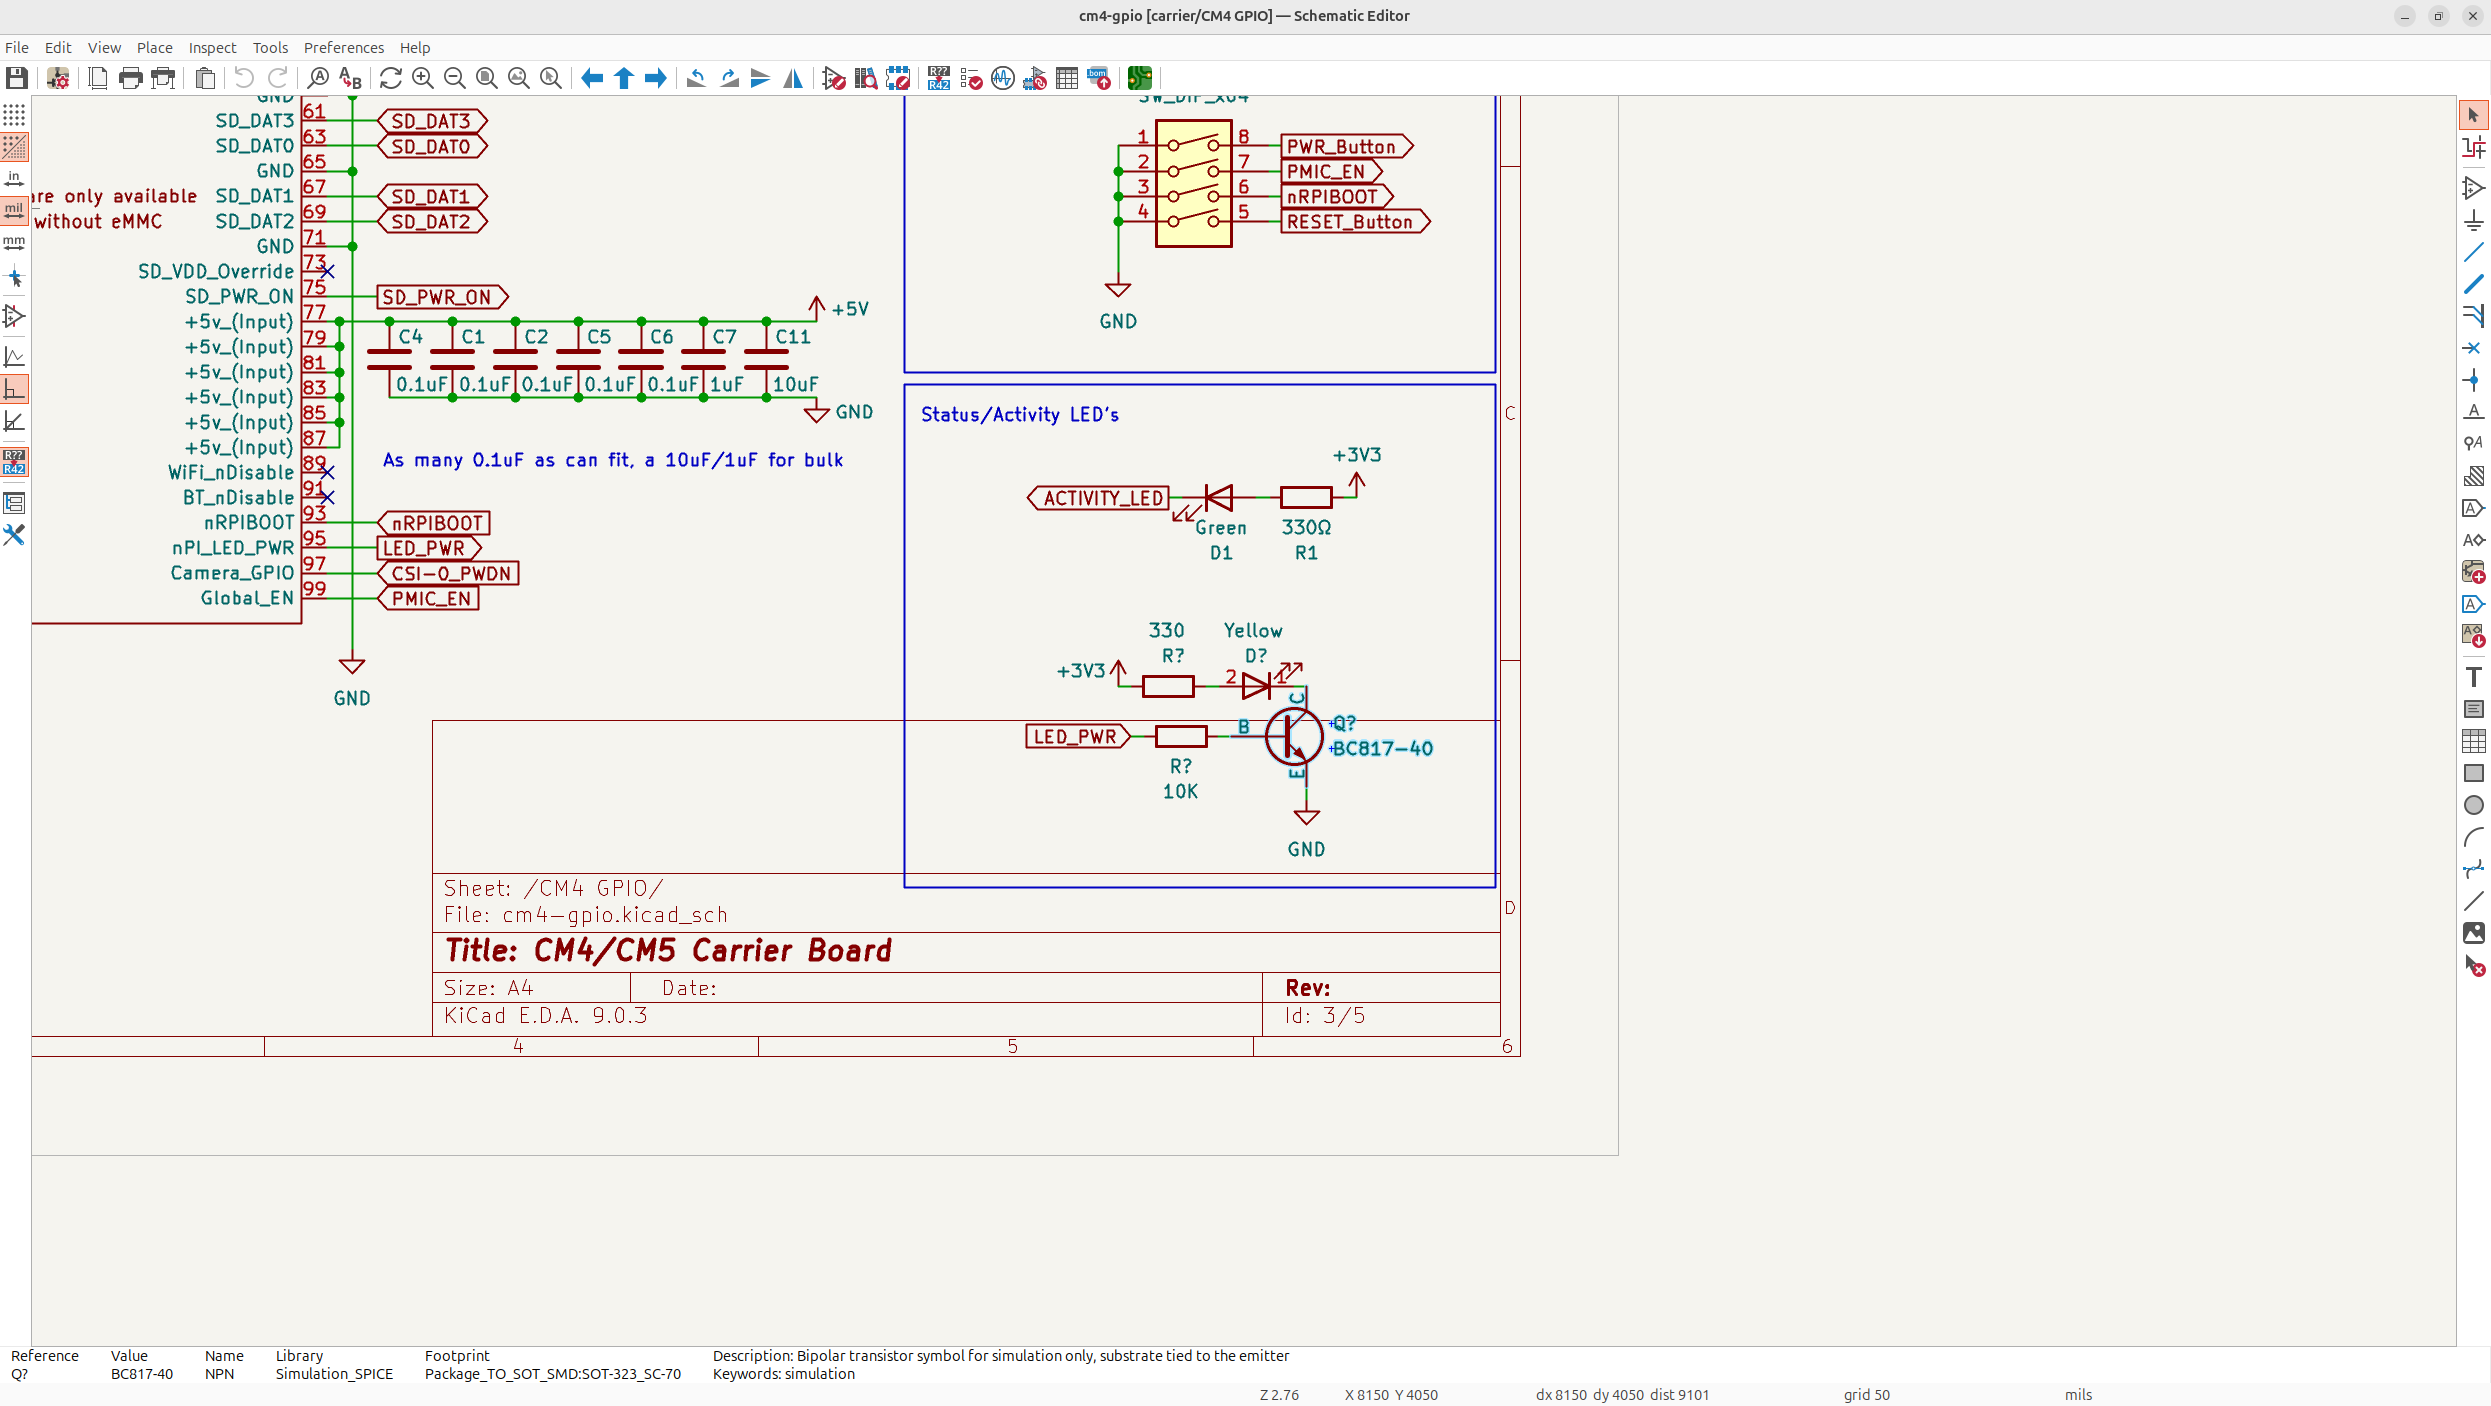 cm4-gpio [carrier/CM4 GPIO] — Schematic Editor
File Edit View Place Inspect Tools Preferences Help
GND
61
SD_DAT3
SD_DAT3
63
SD_DAT0
SD_DAT0
65
GND
67
are only available
SD_DAT1
SD_DAT1
69
without eMMC
SD_DAT2
SD_DAT2
71
GND
73
SD_VDD_Override
75
SD_PWR_ON
SD_PWR_ON
77
+5v_(Input)
79
+5v_(Input)
81
+5v_(Input)
83
+5v_(Input)
85
+5v_(Input)
87
+5v_(Input)
89
WiFi_nDisable
91
BT_nDisable
93
nRPIBOOT
nRPIBOOT
95
nPI_LED_PWR
LED_PWR
97
Camera_GPIO
CSI-0_PWDN
99
Global_EN
PMIC_EN
GND
+5V
C4 C1 C2 C5 C6 C7 C11
0.1uF 0.1uF 0.1uF 0.1uF 0.1uF 1uF 10uF
GND
As many 0.1uF as can fit, a 10uF/1uF for bulk
SW_DIP_x04
1 8 PWR_Button
2 7 PMIC_EN
3 6 nRPIBOOT
4 5 RESET_Button
GND
Status/Activity LED's
+3V3
ACTIVITY_LED
Green 330Ω
D1 R1
330 Yellow
R? D?
+3V3 2 1
C
LED_PWR B Q?
BC817-40
R? E
10K
GND
C
D
Sheet: /CM4 GPIO/
File: cm4-gpio.kicad_sch
Title: CM4/CM5 Carrier Board
Size: A4 Date: Rev:
KiCad E.D.A. 9.0.3 Id: 3/5
4 5 6
in
mil
mm
R??
R42
R??
R42
.bom
Reference Value Name Library Footprint Description: Bipolar transistor symbol for simulation only, substrate tied to the emitter
Q? BC817-40 NPN Simulation_SPICE Package_TO_SOT_SMD:SOT-323_SC-70 Keywords: simulation
Z 2.76 X 8150 Y 4050 dx 8150 dy 4050 dist 9101 grid 50 mils